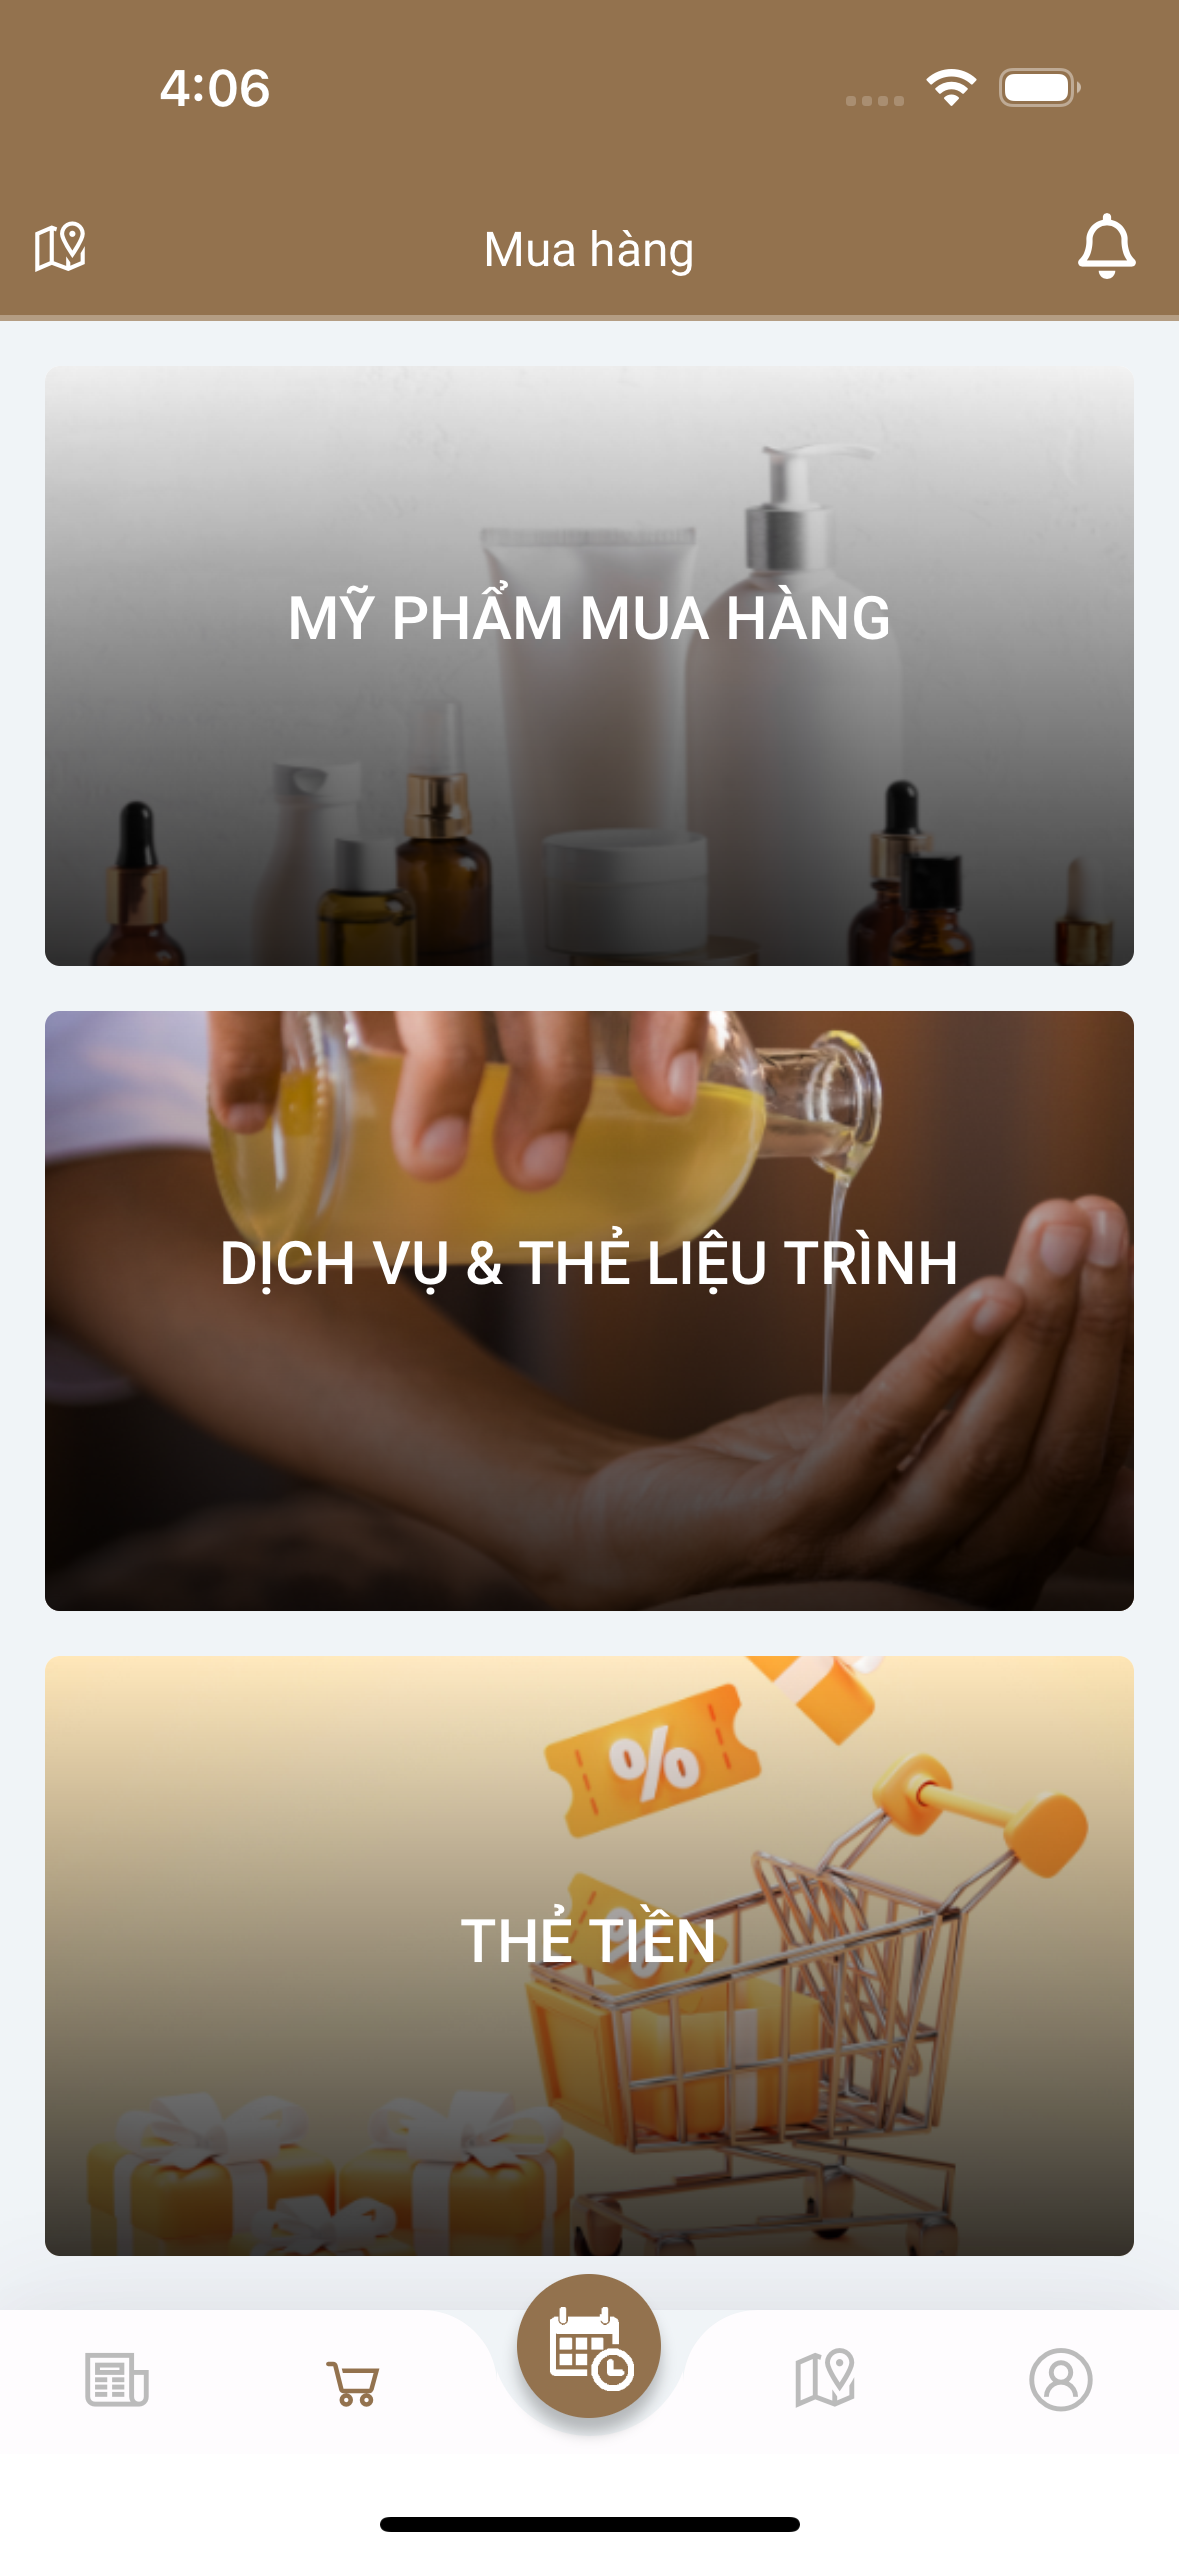 4:06
Mua hàng
MỸ PHẨM MUA HÀNG
DỊCH VỤ & THẺ LIỆU TRÌNH
%
%
THẺ TIỀN